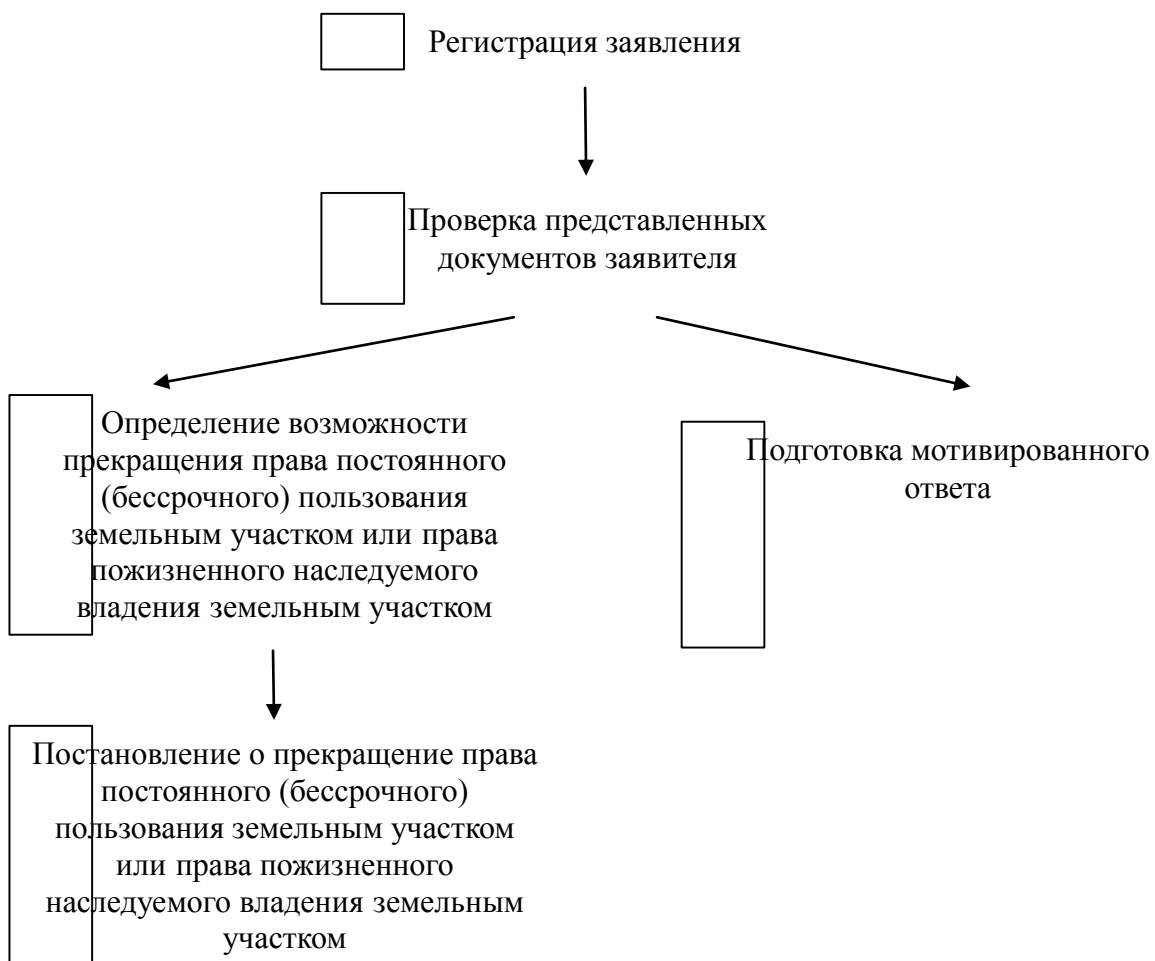 Регистрация заявления
Проверка представленных
документов заявителя
Определение возможности
прекращения права постоянного
(бессрочного) пользования
земельным участком или права
пожизненного наследуемого
владения земельным участком
Подготовка мотивированного
ответа
Постановление о прекращение права
постоянного (бессрочного)
пользования земельным участком
или права пожизненного
наследуемого владения земельным
участком